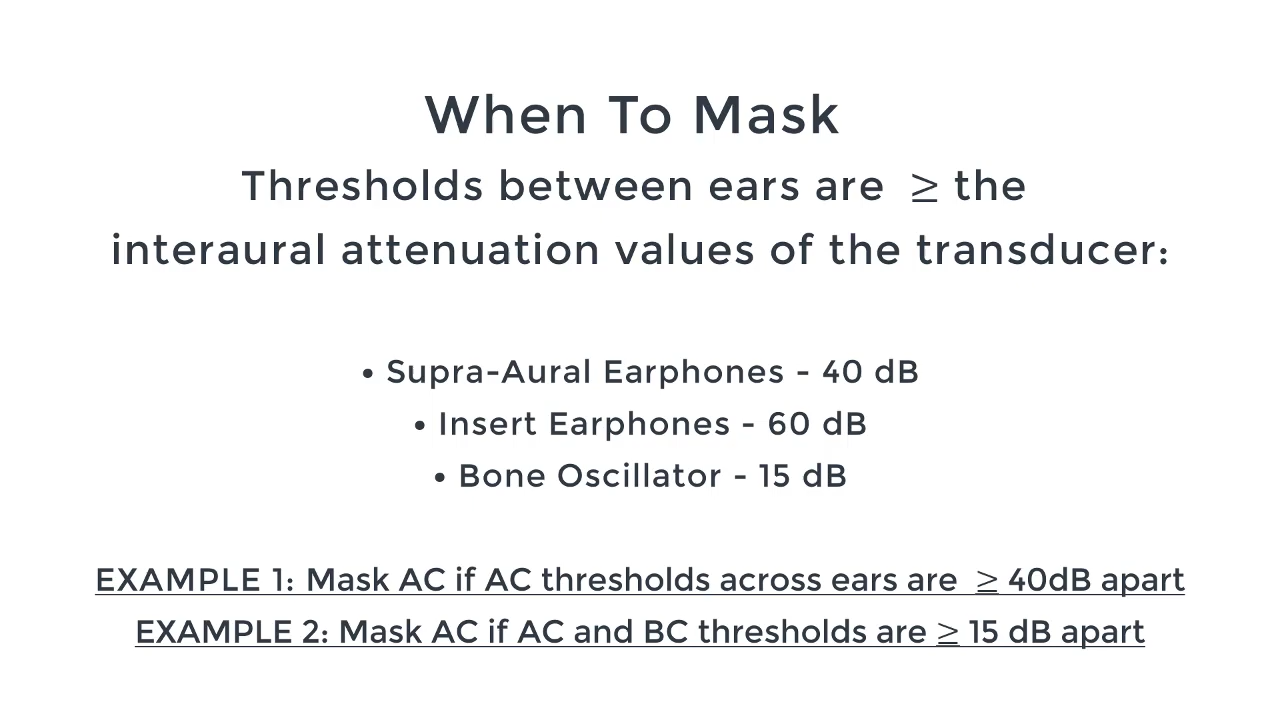 When To Mask
Thresholds between ears are ≥ the
interaural attenuation values of the transducer:
• Supra-Aural Earphones - 40 dB
• Insert Earphones - 60 dB
• Bone Oscillator - 15 dB
EXAMPLE 1: Mask AC if AC thresholds across ears are ≥ 40dB apart
EXAMPLE 2: Mask AC if AC and BC thresholds are ≥ 15 dB apart